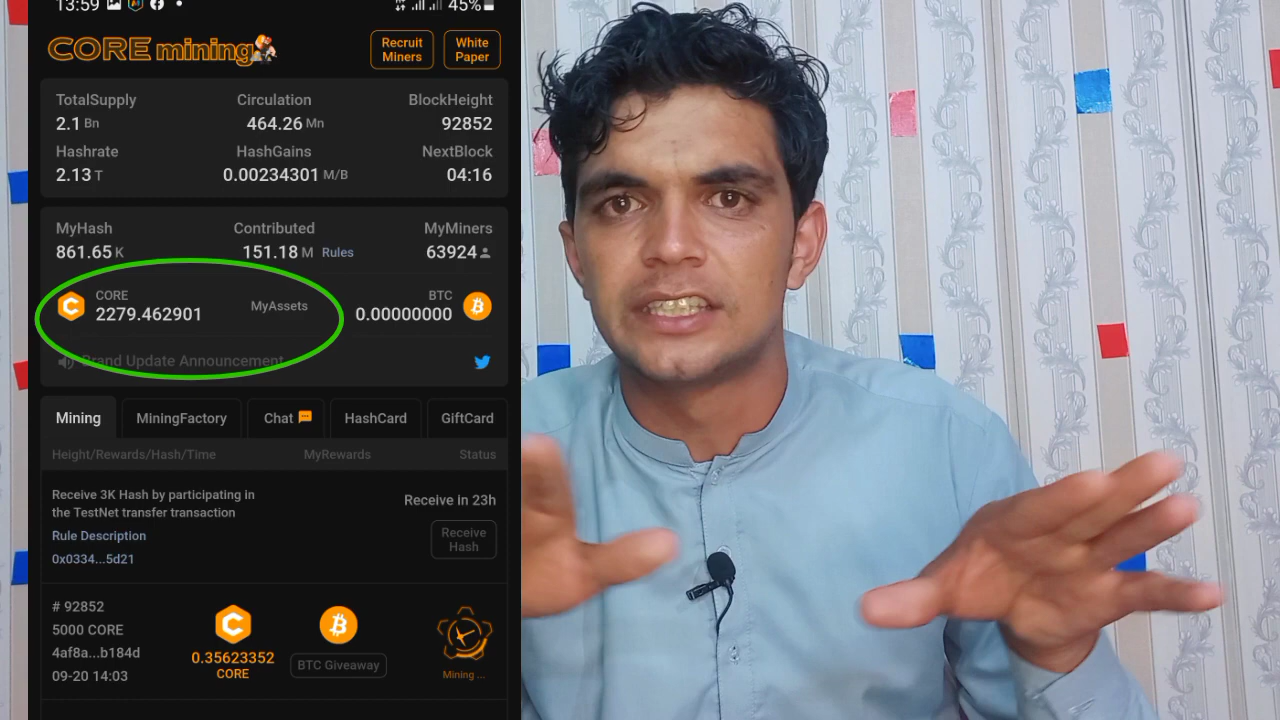 13:59
45%
CORE mining
Recruit Miners
White Paper
TotalSupply Circulation BlockHeight
2.1 Bn 464.26 Mn 92852
Hashrate HashGains NextBlock
2.13 T 0.00234301 M/B 04:16
MyHash Contributed MyMiners
861.65 K 151.18 M Rules 63924
CORE MyAssets BTC
2279.462901 0.00000000
Brand Update Announcement
Mining MiningFactory Chat HashCard GiftCard
Height/Rewards/Hash/Time MyRewards Status
Receive 3K Hash by participating in
the TestNet transfer transaction
Receive in 23h
Rule Description
Receive
Hash
0x0334...5d21
# 92852
5000 CORE
4af8a...b184d
09-20 14:03
0.35623352
CORE
BTC Giveaway
Mining ...